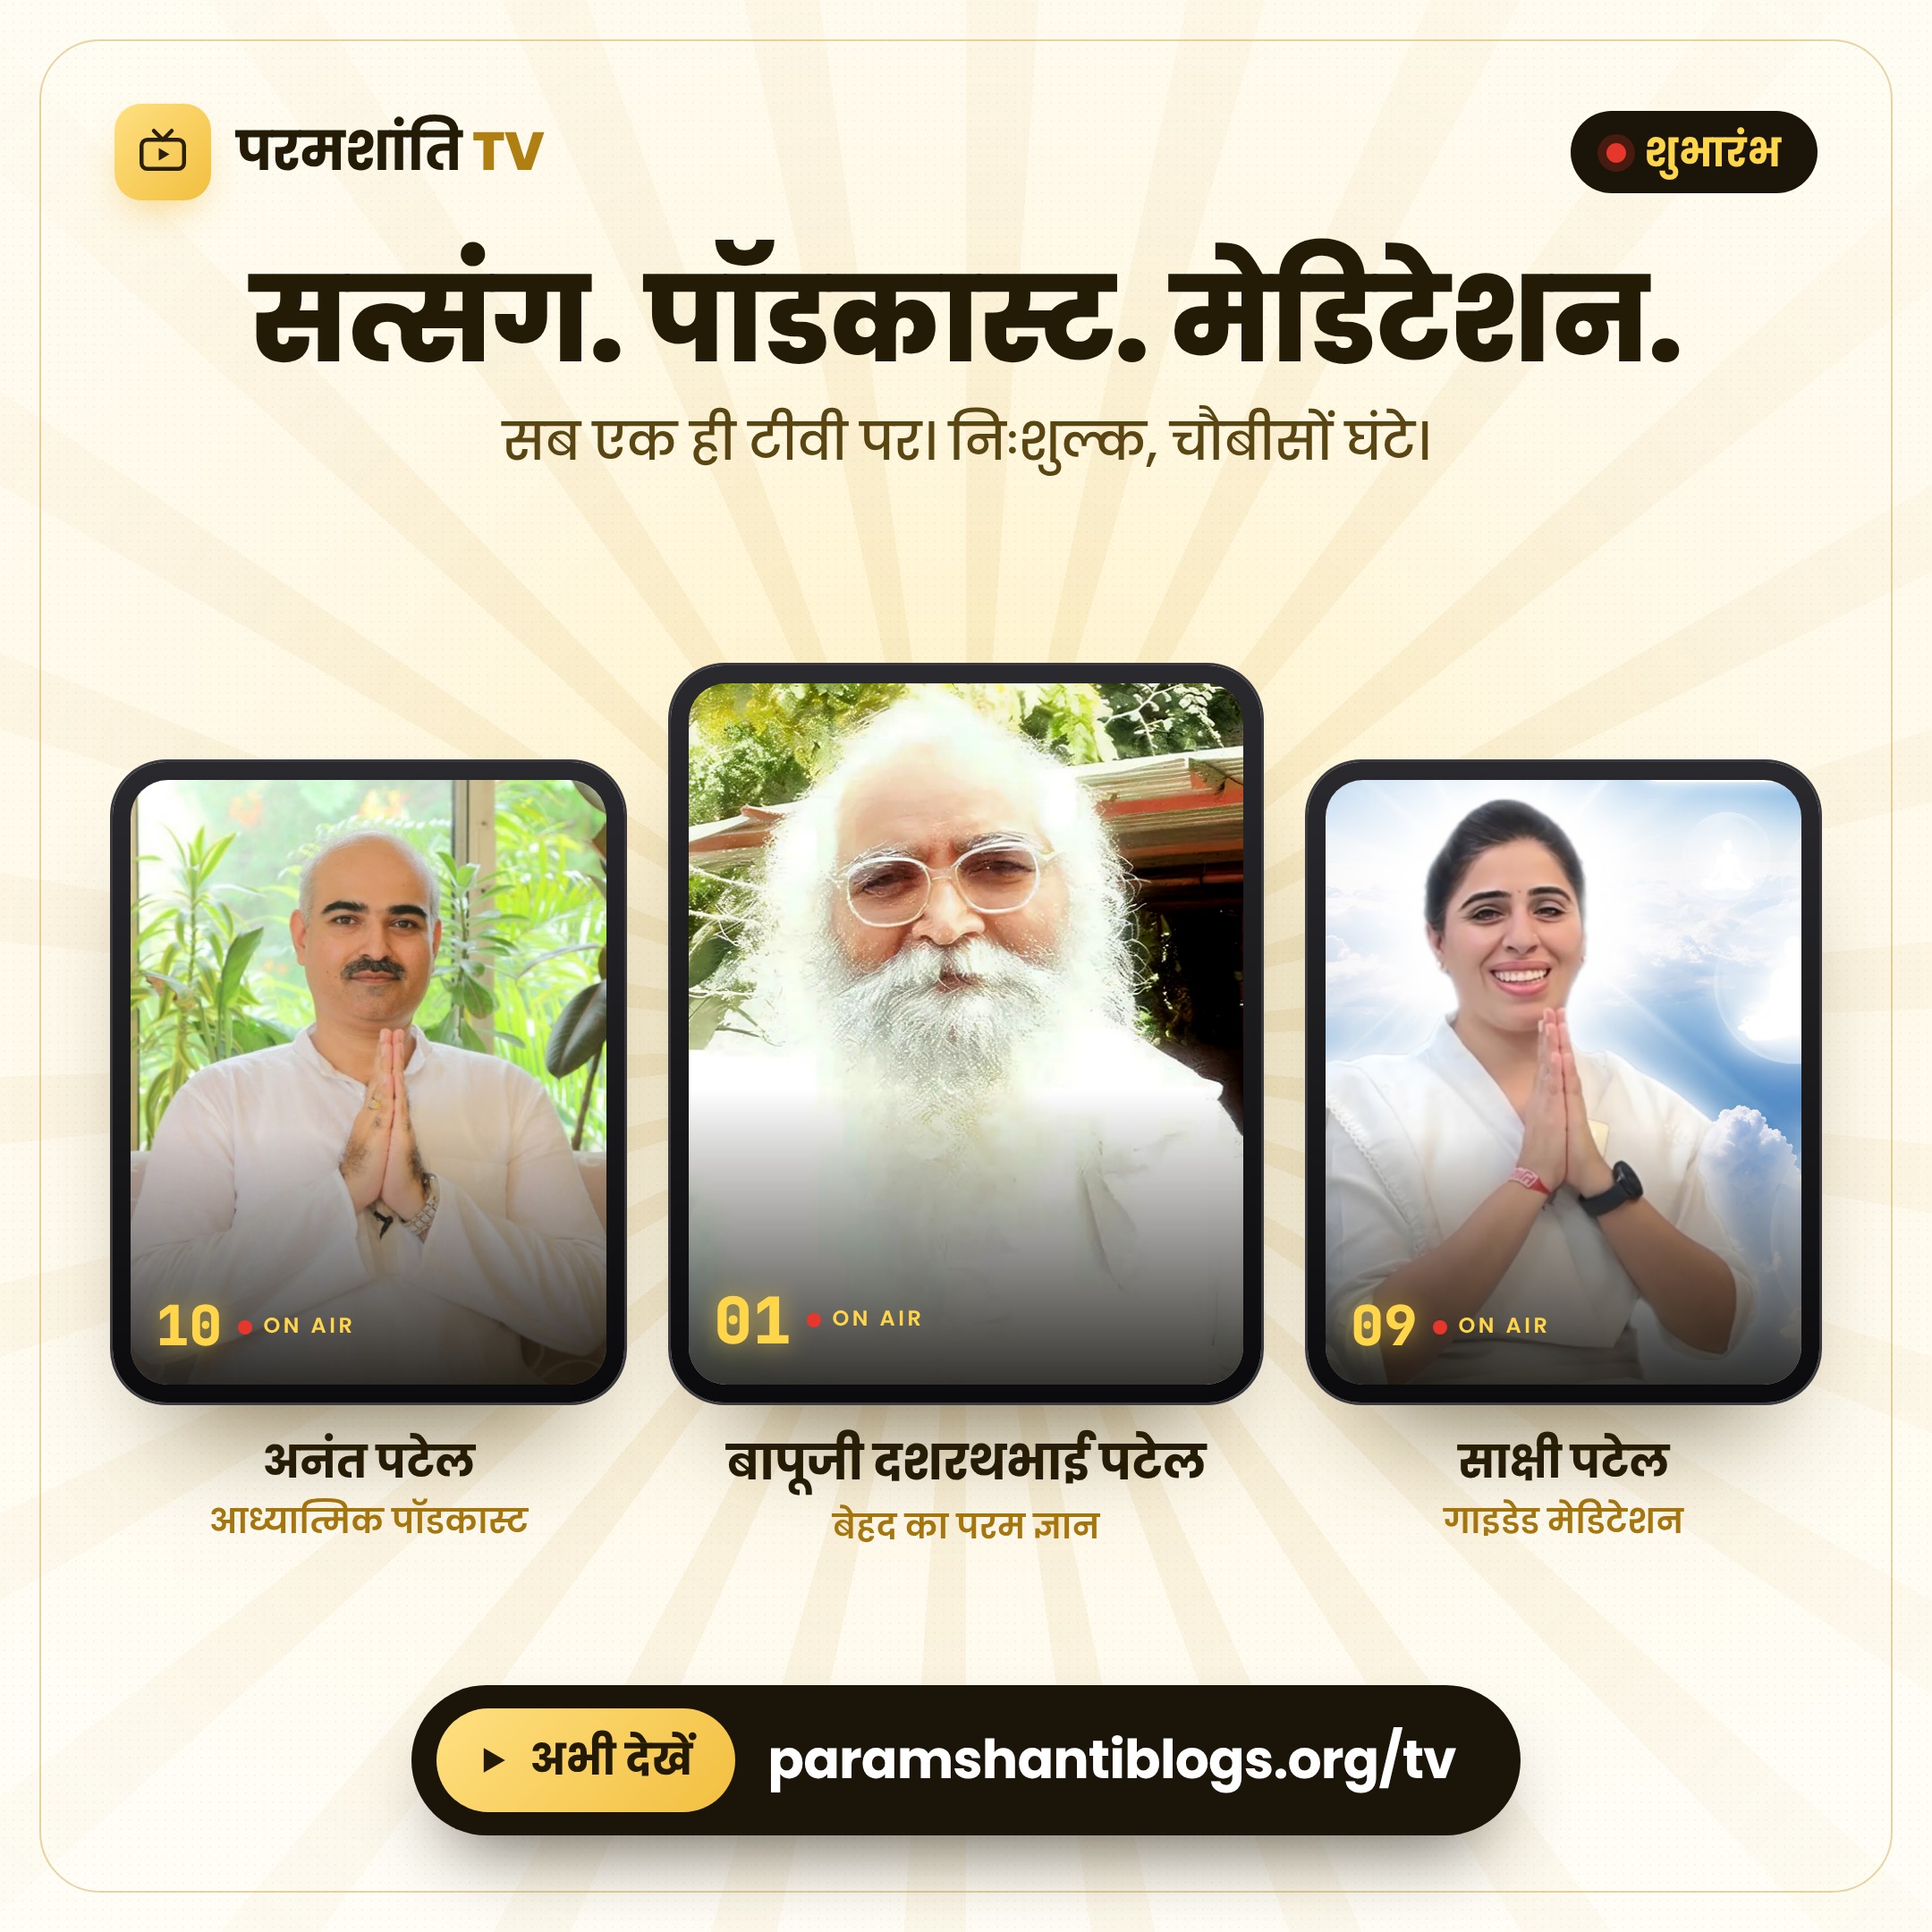 परमशांति TV
शुभारंभ
सत्संग. पॉडकास्ट. मेडिटेशन.
सब एक ही टीवी पर। निःशुल्क, चौबीसों घंटे।
10 ON AIR
01 ON AIR
09 ON AIR
अनंत पटेल
आध्यात्मिक पॉडकास्ट
बापूजी दशरथभाई पटेल
बेहद का परम ज्ञान
साक्षी पटेल
गाइडेड मेडिटेशन
अभी देखें paramshantiblogs.org/tv